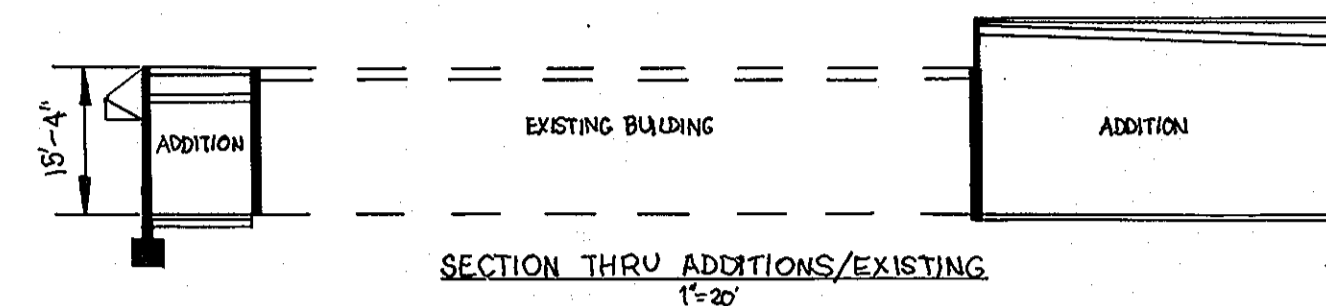 15'-4"
ADDITION
EXISTING BUILDING
ADDITION
SECTION THRU ADDITIONS/EXISTING
1"=20'